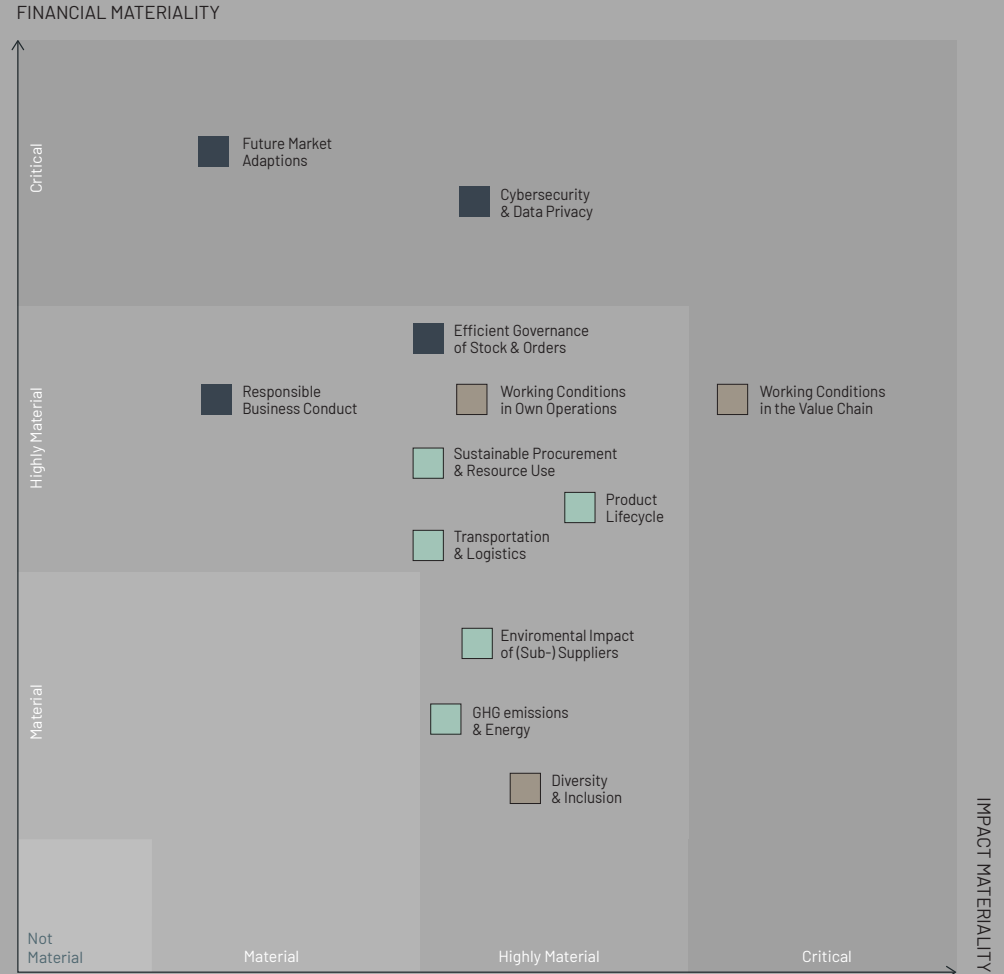 FINANCIAL MATERIALITY
Critical
Future Market
Adaptions
Cybersecurity
& Data Privacy
Highly Material
Efficient Governance
of Stock & Orders
Responsible
Business Conduct
Working Conditions
in Own Operations
Working Conditions
in the Value Chain
Sustainable Procurement
& Resource Use
Product
Lifecycle
Transportation
& Logistics
Material
Enviromental Impact
of (Sub-) Suppliers
GHG emissions
& Energy
Diversity
& Inclusion
Not
Material
Material
Highly Material
Critical
IMPACT MATERIALITY